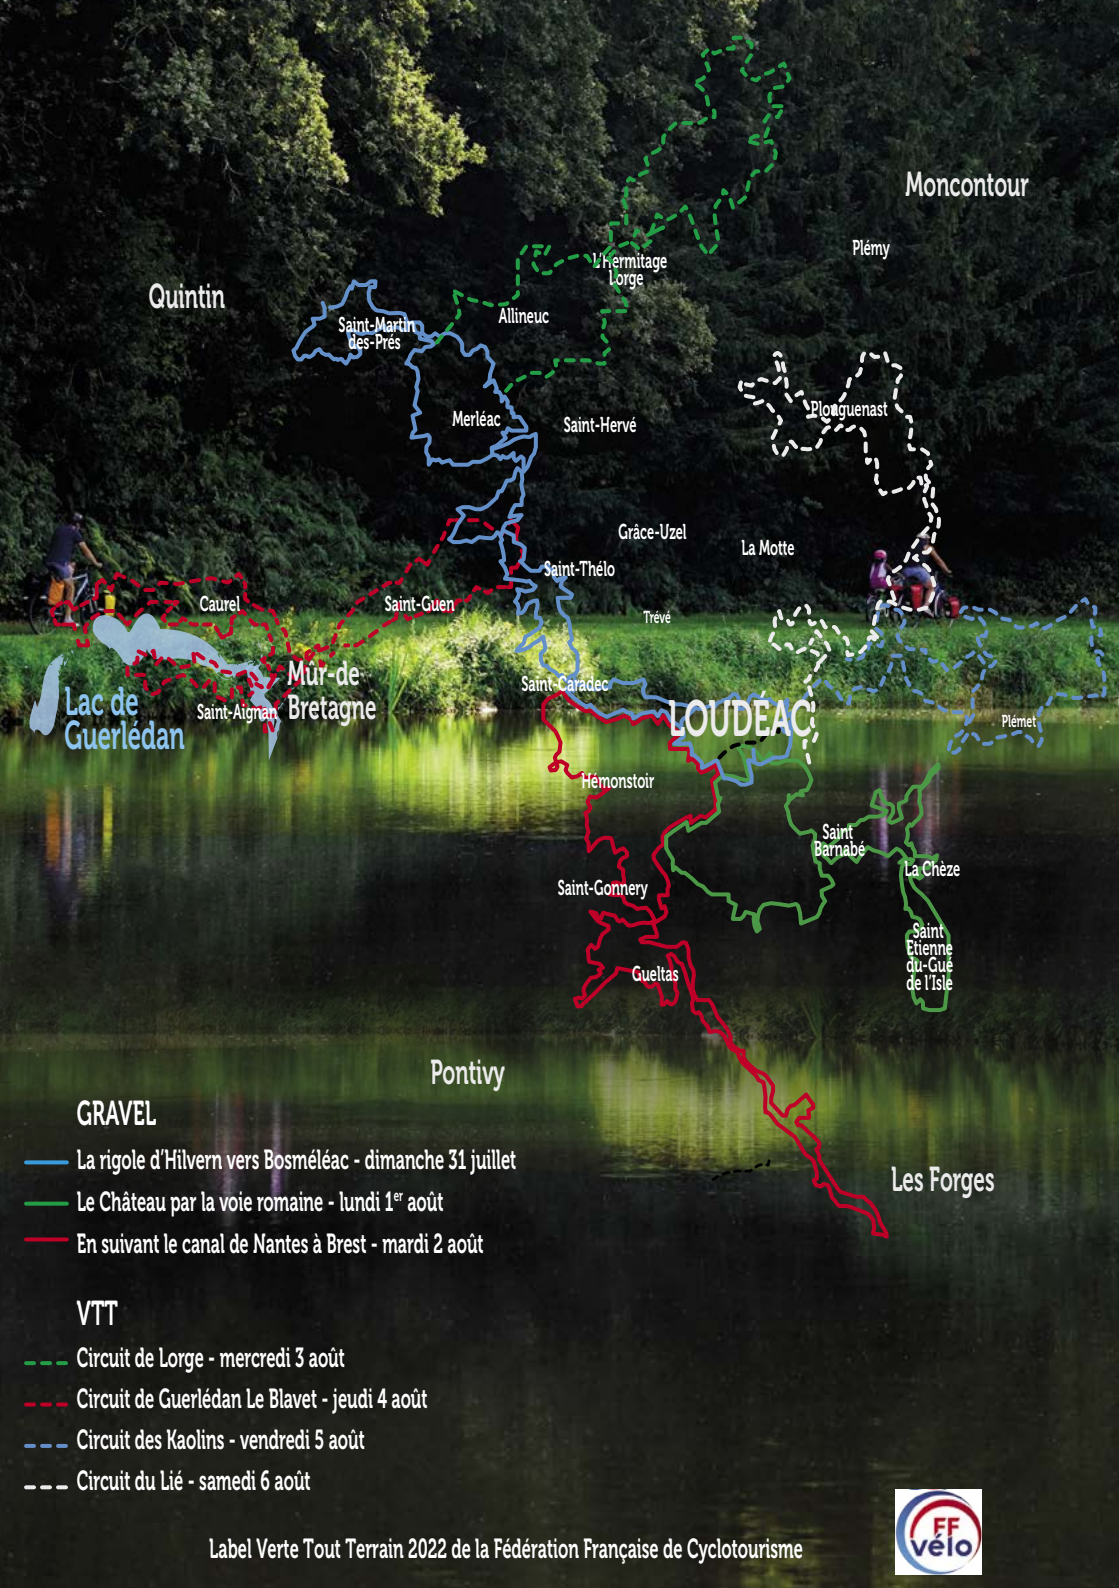 Moncontour
Plémy
L'Hermitage
Lorge
Quintin
Allineuc
Saint-Martin
des-Prés
Plouguenast
Merléac
Saint-Hervé
Grâce-Uzel
La Motte
Saint-Thélo
Caurel
Saint-Guen
Trévé
Mûr-de
Bretagne
Saint-Caradec
Lac de
Guerlédan
Saint-Aignan
LOUDÉAC
Plémet
Hémonstoir
Saint
Barnabé
La Chèze
Saint-Gonnery
Saint
Etienne
du-Gué
de l'Isle
Gueltas
Pontivy
Les Forges
GRAVEL
La rigole d'Hilvern vers Bosméléac - dimanche 31 juillet
Le Château par la voie romaine - lundi 1er août
En suivant le canal de Nantes à Brest - mardi 2 août
VTT
Circuit de Lorge - mercredi 3 août
Circuit de Guerlédan Le Blavet - jeudi 4 août
Circuit des Kaolins - vendredi 5 août
Circuit du Lié - samedi 6 août
Label Verte Tout Terrain 2022 de la Fédération Française de Cyclotourisme
FF
vélo